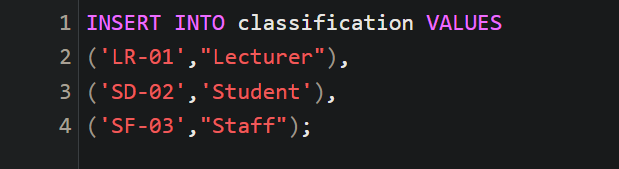 1 INSERT INTO classification VALUES
2 ('LR-01',"Lecturer"),
3 ('SD-02','Student'),
4 ('SF-03',"Staff");